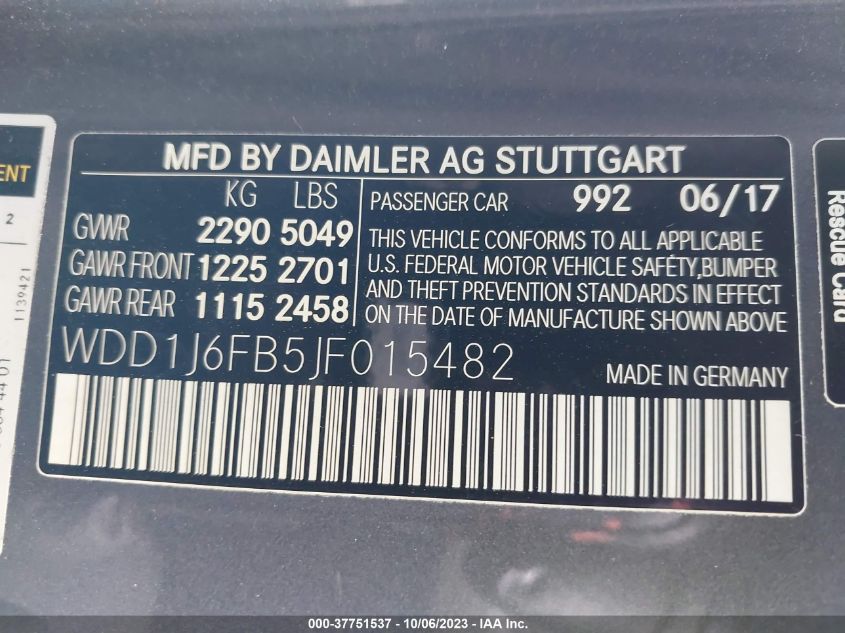 MFD BY DAIMLER AG STUTTGART
KG LBS
GVWR 2290 5049
GAWR FRONT 1225 2701
GAWR REAR 1115 2458
PASSENGER CAR 992 06/17
THIS VEHICLE CONFORMS TO ALL APPLICABLE
U.S. FEDERAL MOTOR VEHICLE SAFETY,BUMPER
AND THEFT PREVENTION STANDARDS IN EFFECT
ON THE DATE OF MANUFACTURE SHOWN ABOVE
WDD1J6FB5JF015482
MADE IN GERMANY
2
1139421
Rescue Card
000-37751537 - 10/06/2023 - IAA Inc.